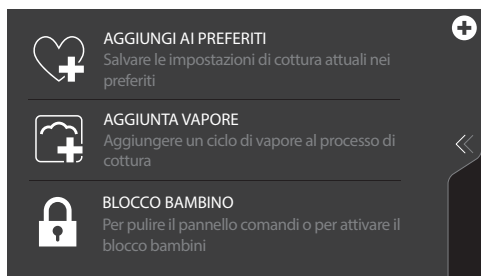 AGGIUNGI AI PREFERITI
Salvare le impostazioni di cottura attuali nei
preferiti
AGGIUNTA VAPORE
Aggiungere un ciclo di vapore al processo di
cottura
BLOCCO BAMBINO
Per pulire il pannello comandi o per attivare il
blocco bambini